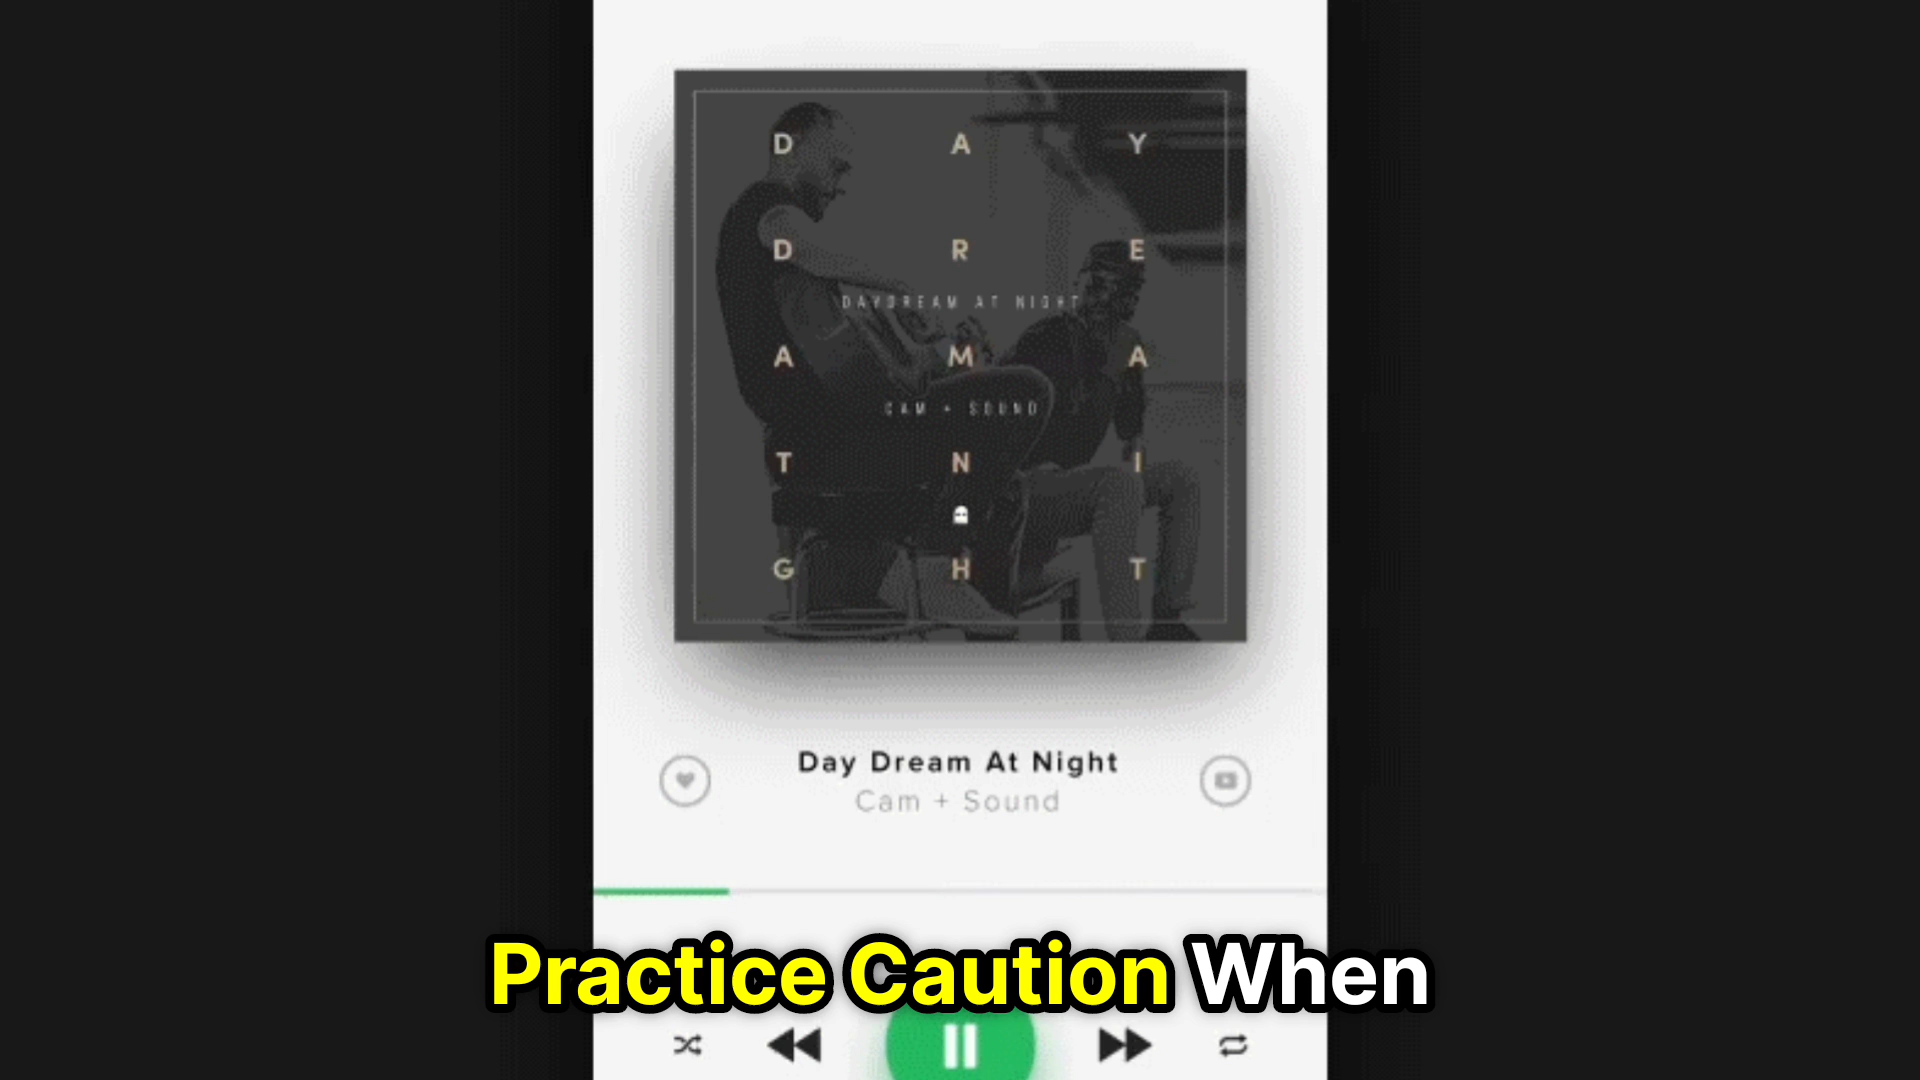 D A Y
D R E
DAYDREAM AT NIGHT
A M A
CAM + SOUND
T N I
G H T
Day Dream At Night
Cam + Sound
Practice Caution When